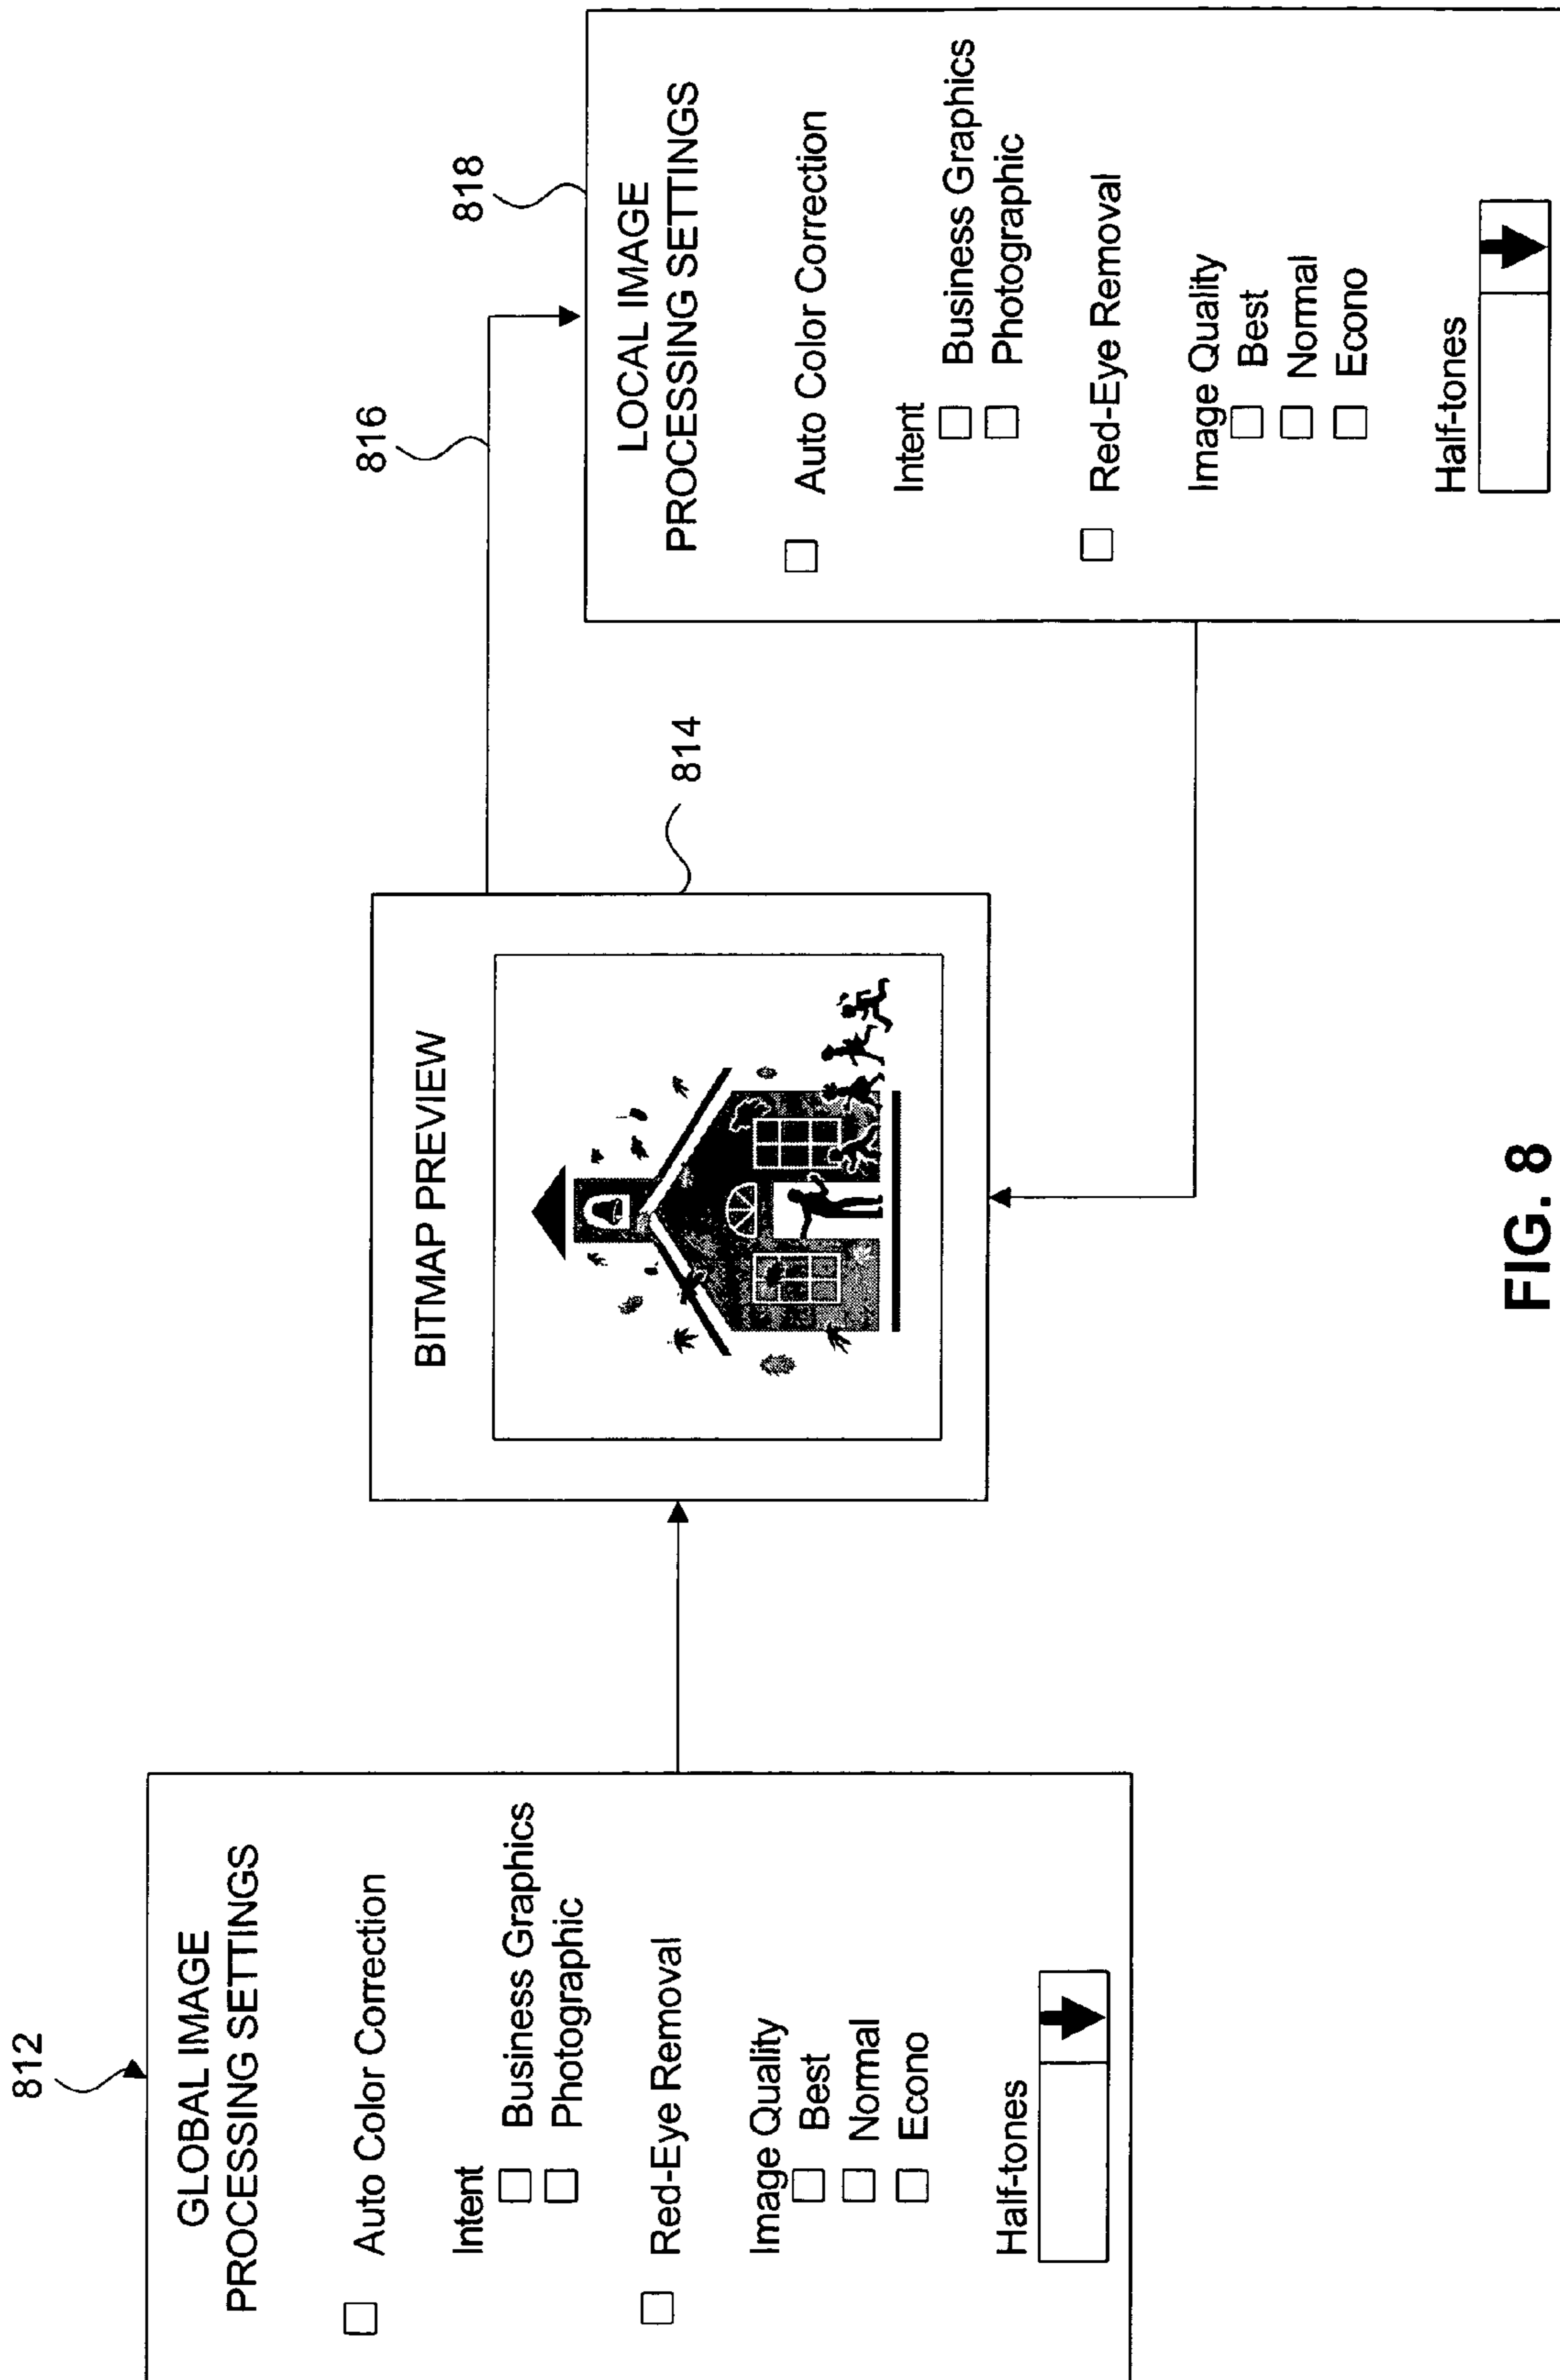 812
GLOBAL IMAGE
PROCESSING SETTINGS
Auto Color Correction
Intent
Business Graphics
Photographic
Red-Eye Removal
Image Quality
Best
Normal
Econo
Half-tones
BITMAP PREVIEW
814
816
818
LOCAL IMAGE
PROCESSING SETTINGS
Auto Color Correction
Intent
Business Graphics
Photographic
Red-Eye Removal
Image Quality
Best
Normal
Econo
Half-tones
FIG. 8